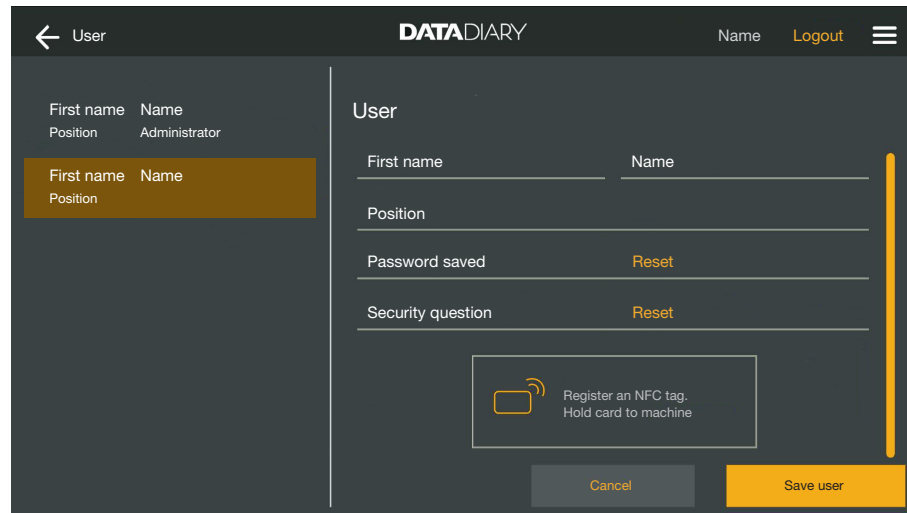 User
DATADIARY
Name Logout
First name Name
Position Administrator
First name Name
Position
User
First name Name
Position
Password saved Reset
Security question Reset
Register an NFC tag.
Hold card to machine
Cancel Save user